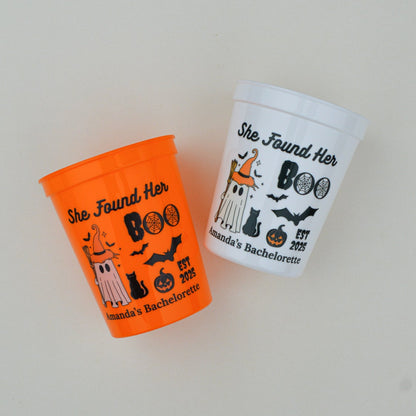 She Found Her
BOO
EST
2025
Amanda's Bachelorette
She Found Her
BOO
EST
2025
Amanda's Bachelorette